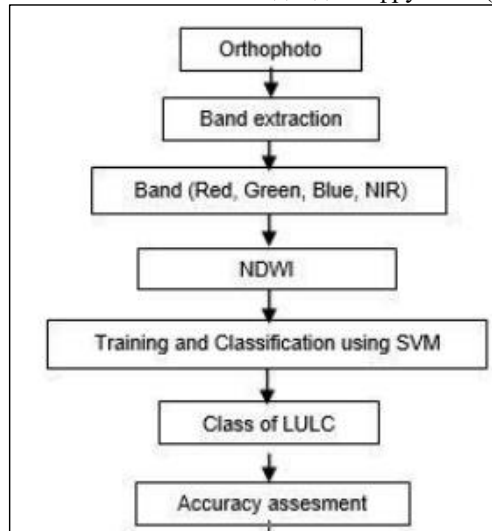 Orthophoto
Band extraction
Band (Red, Green, Blue, NIR)
NDWI
Training and Classification using SVM
Class of LULC
Accuracy assesment